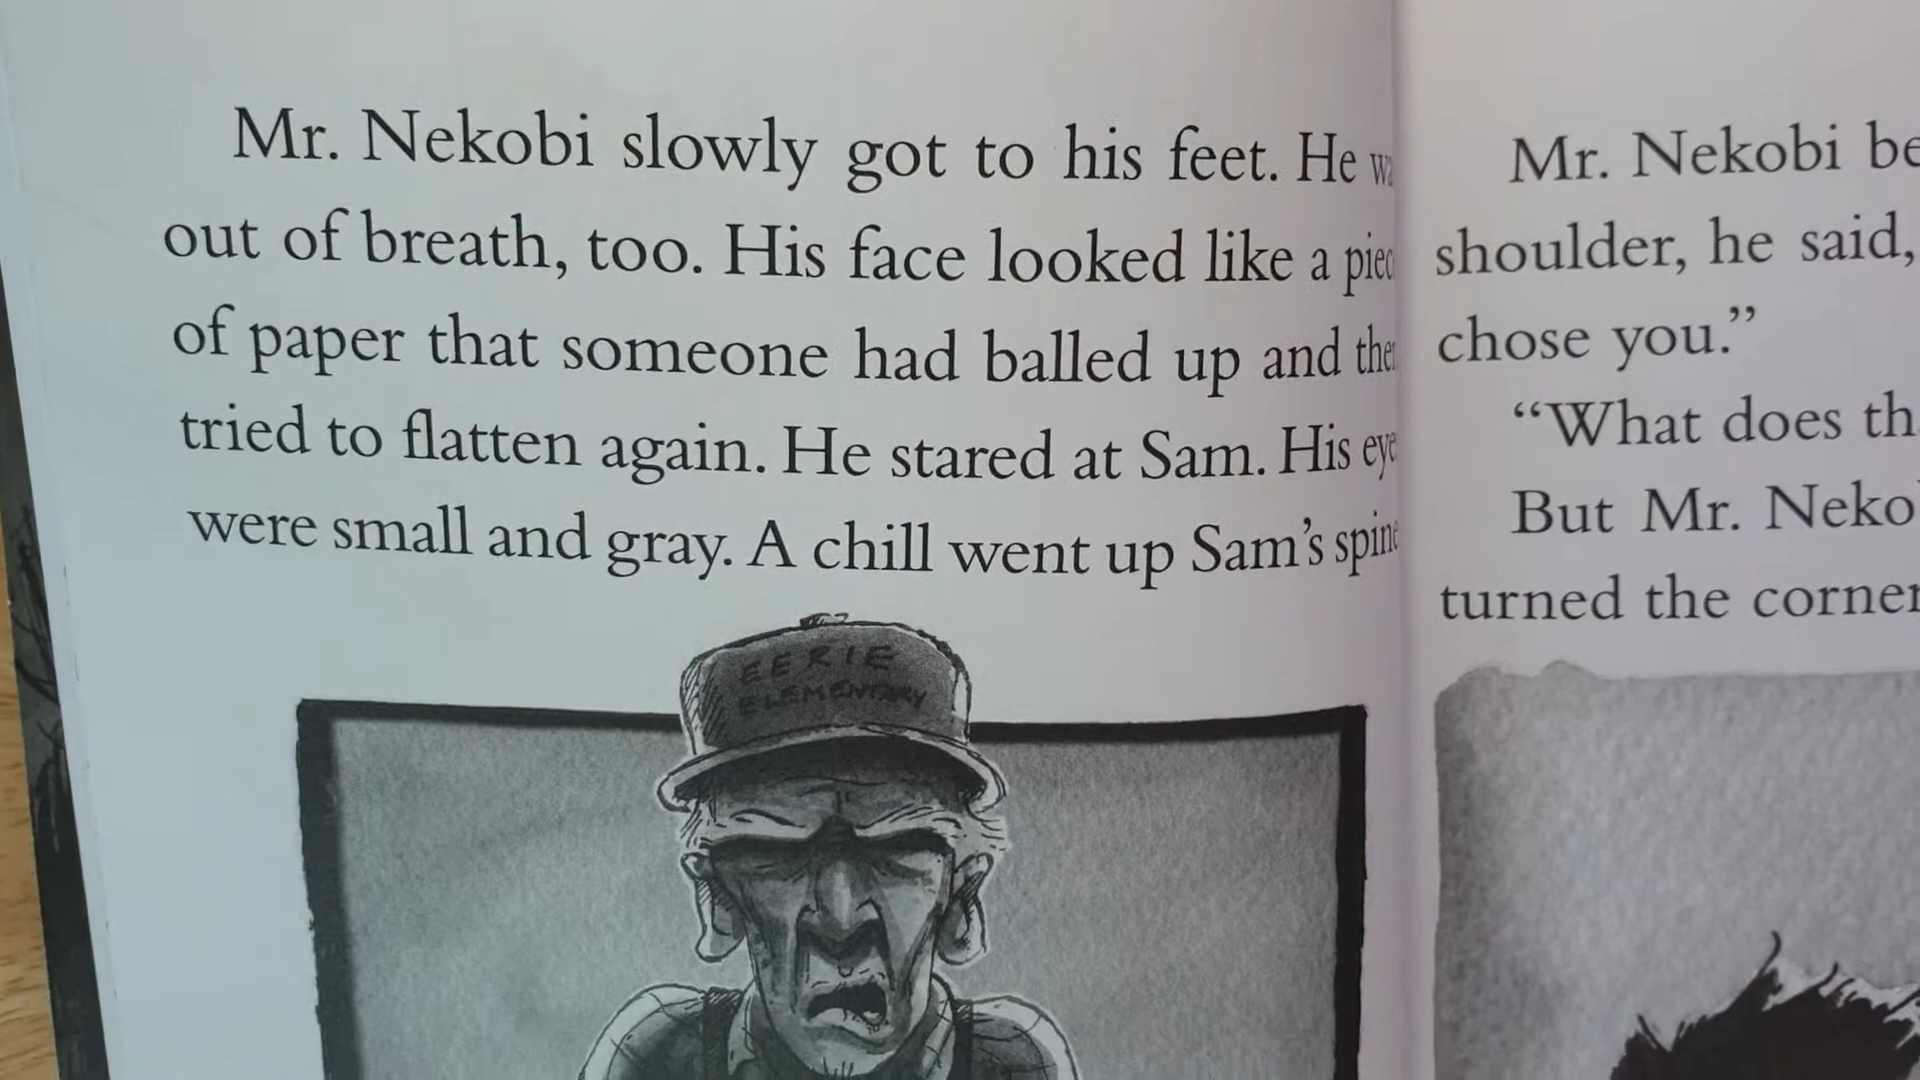 Mr. Nekobi slowly got to his feet. He
out of breath, too. His face looked like a
of paper that someone had balled up and
tried to flatten again. He stared at Sam. His
were small and gray. A chill went up Sam’s
EERIE
ELEMENTARY
Mr. Nekobi
shoulder, he said,
chose you.”
“What does
But Mr.
turned the corner